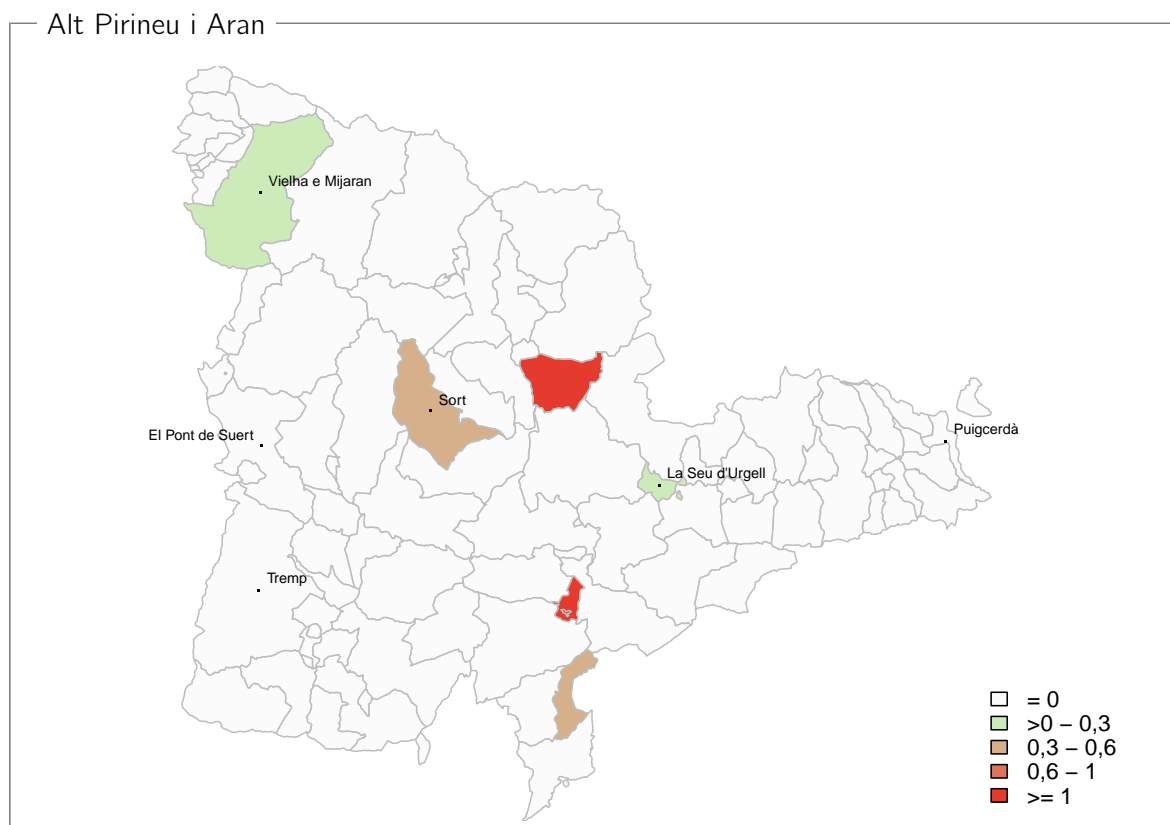 Alt Pirineu i Aran
Vielha e Mijaran
Sort
El Pont de Suert
Puigcerdà
La Seu d'Urgell
Tremp
= 0
>0 – 0,3
0,3 – 0,6
0,6 – 1
>= 1